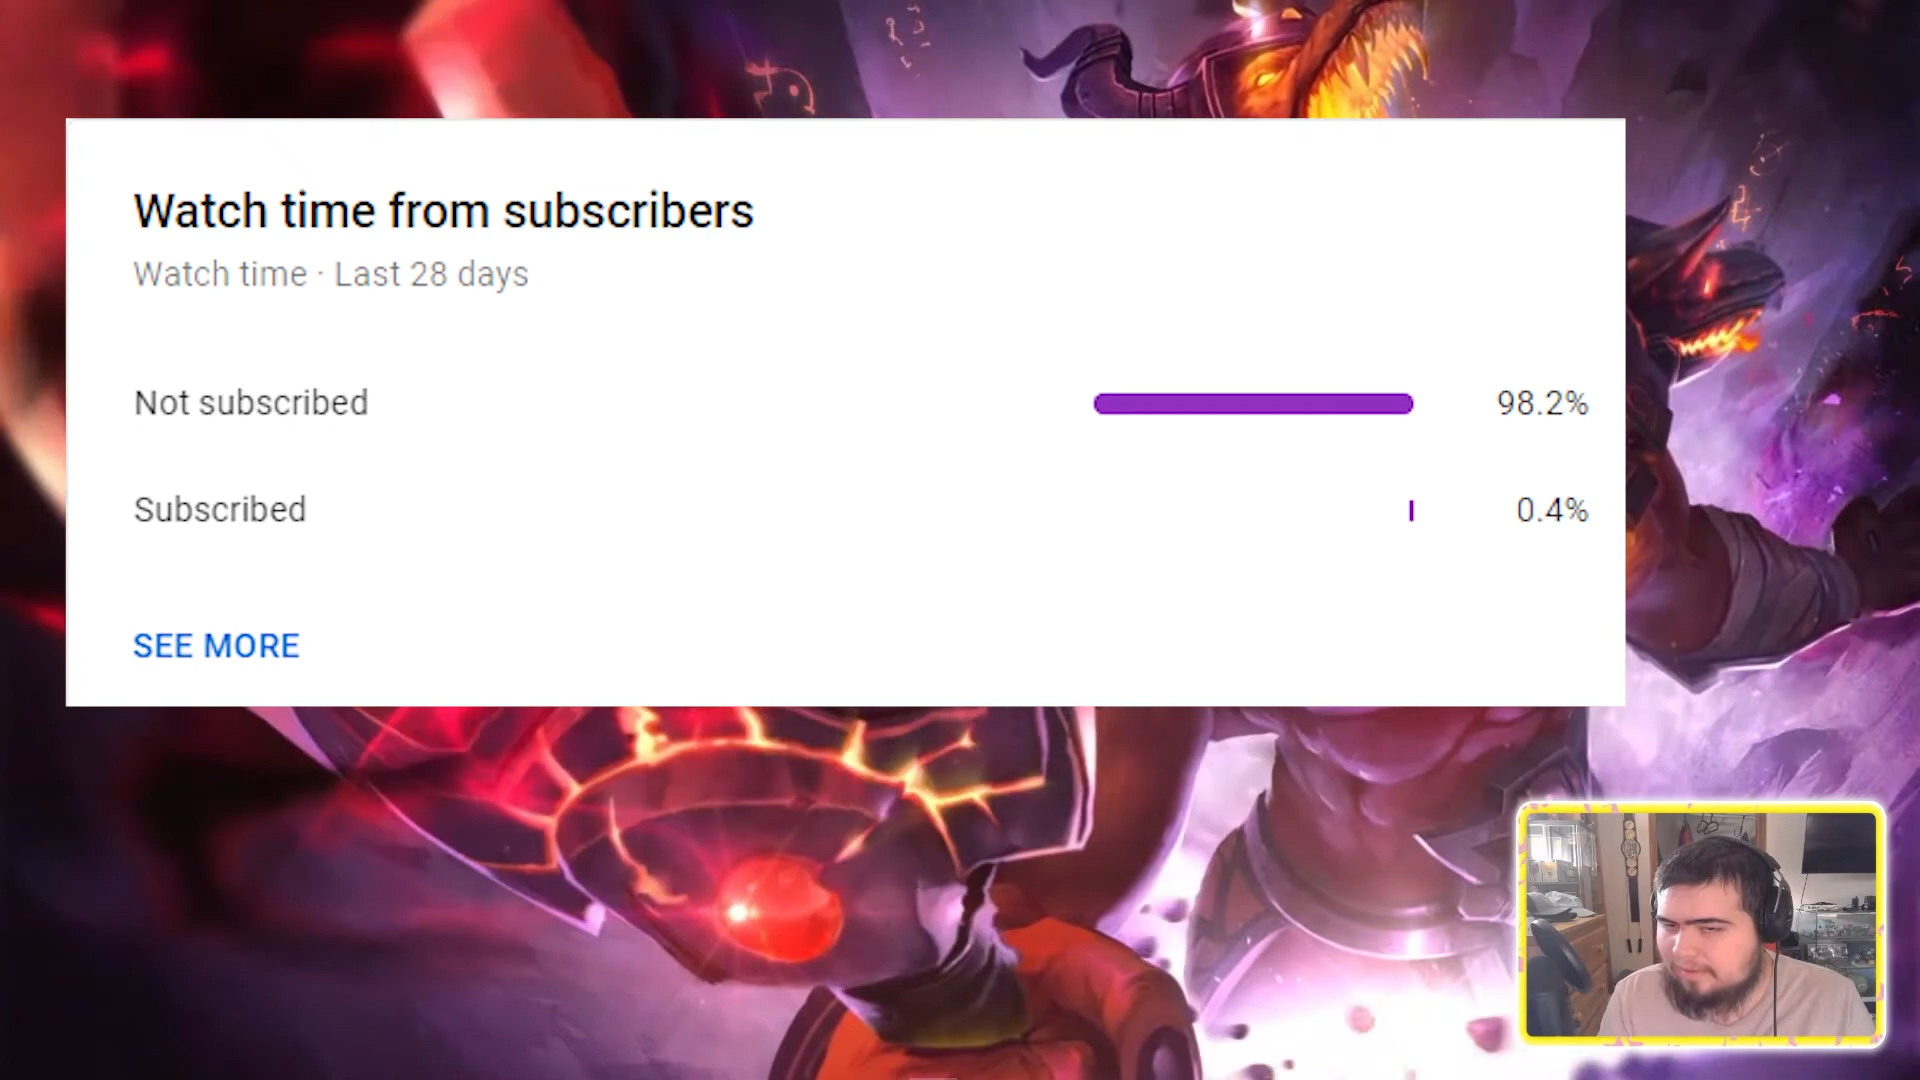 Watch time from subscribers
Watch time · Last 28 days
Not subscribed 98.2%
Subscribed 0.4%
SEE MORE